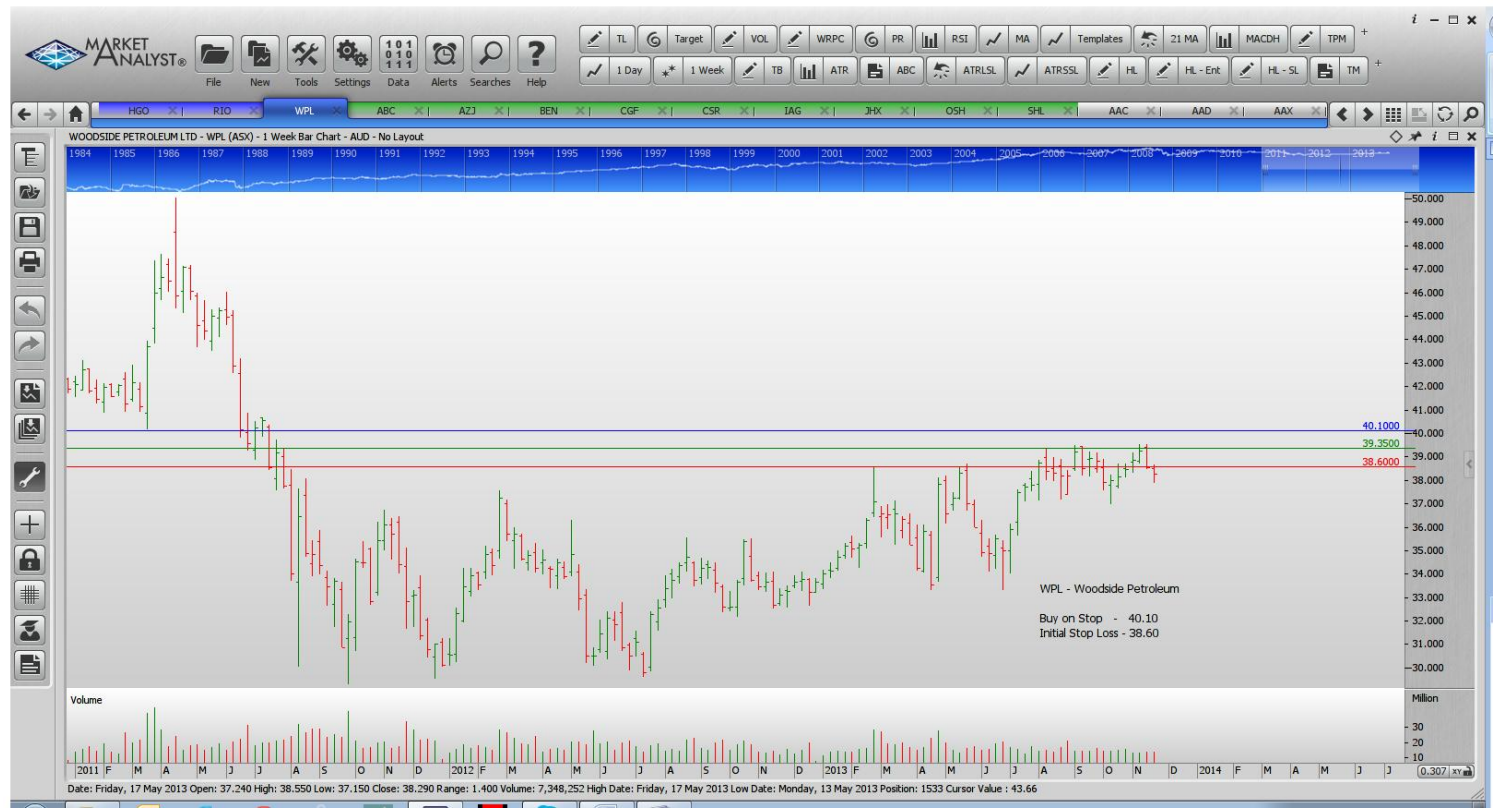 i
MARKET
ANALYST®
File New Tools Settings Data Alerts Searches Help
TL Target VOL WRPC PR RSI MA Templates 21 MA MACDH TPM +
1 Day 1 Week TB ATR ABC ATRLSL ATRSSL HL HL - Ent HL - SL TM +
HGO RIO WPL ABC AZJ BEN CGF CSR IAG JHX OSH SHL AAC AAD AAX
WOODSIDE PETROLEUM LTD - WPL (ASX) - 1 Week Bar Chart - AUD - No Layout
1984 1985 1986 1987 1988 1989 1990 1991 1992 1993 1994 1995 1996 1997 1998 1999 2000 2001 2002 2003 2004 2005 2006 2007 2008 2009 2010 2011 2012 2013
50.000
49.000
48.000
47.000
46.000
45.000
44.000
43.000
42.000
41.000
40.1000
40.000
39.3500
39.000
38.6000
38.000
37.000
36.000
35.000
34.000
33.000
32.000
31.000
30.000
WPL - Woodside Petroleum
Buy on Stop - 40.10
Initial Stop Loss - 38.60
Volume
Million
30
20
10
2011 F M A M J J A S O N D 2012 F M A M J J A S O N D 2013 F M A M J J A S O N D 2014 F M A M J J
0.307 XY
Date: Friday, 17 May 2013 Open: 37.240 High: 38.550 Low: 37.150 Close: 38.290 Range: 1.400 Volume: 7,348,252 High Date: Friday, 17 May 2013 Low Date: Monday, 13 May 2013 Position: 1533 Cursor Value : 43.66